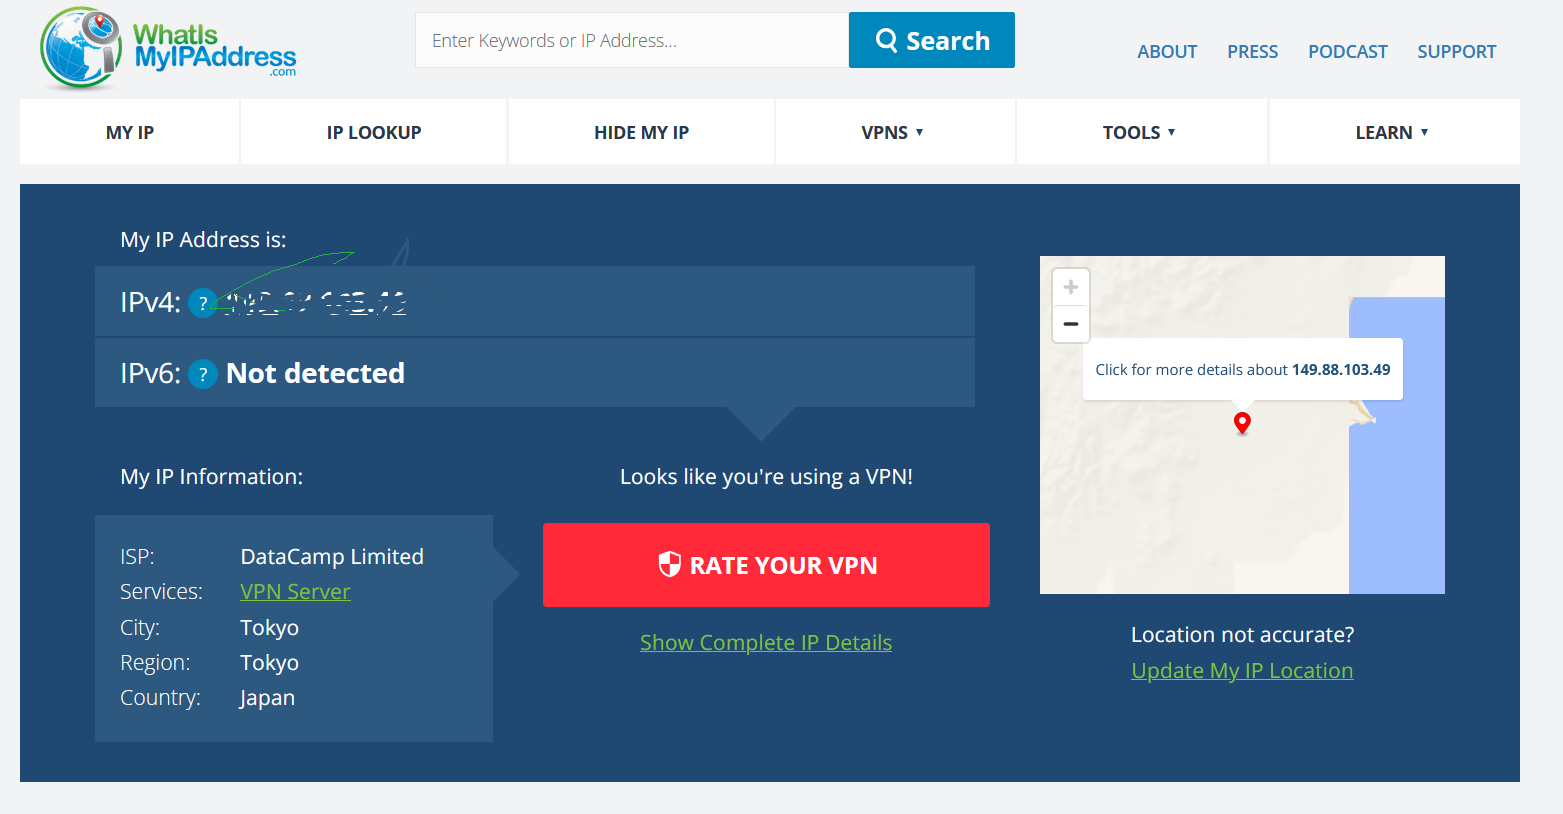 WhatIs
MyIPAddress
.com
Enter Keywords or IP Address...
Search
ABOUT
PRESS
PODCAST
SUPPORT
MY IP
IP LOOKUP
HIDE MY IP
VPNS ▼
TOOLS ▼
LEARN ▼
My IP Address is:
IPv4: ?
IPv6: ? Not detected
+
−
Click for more details about 149.88.103.49
My IP Information:
ISP: DataCamp Limited
Services: VPN Server
City: Tokyo
Region: Tokyo
Country: Japan
Looks like you're using a VPN!
RATE YOUR VPN
Show Complete IP Details
Location not accurate?
Update My IP Location